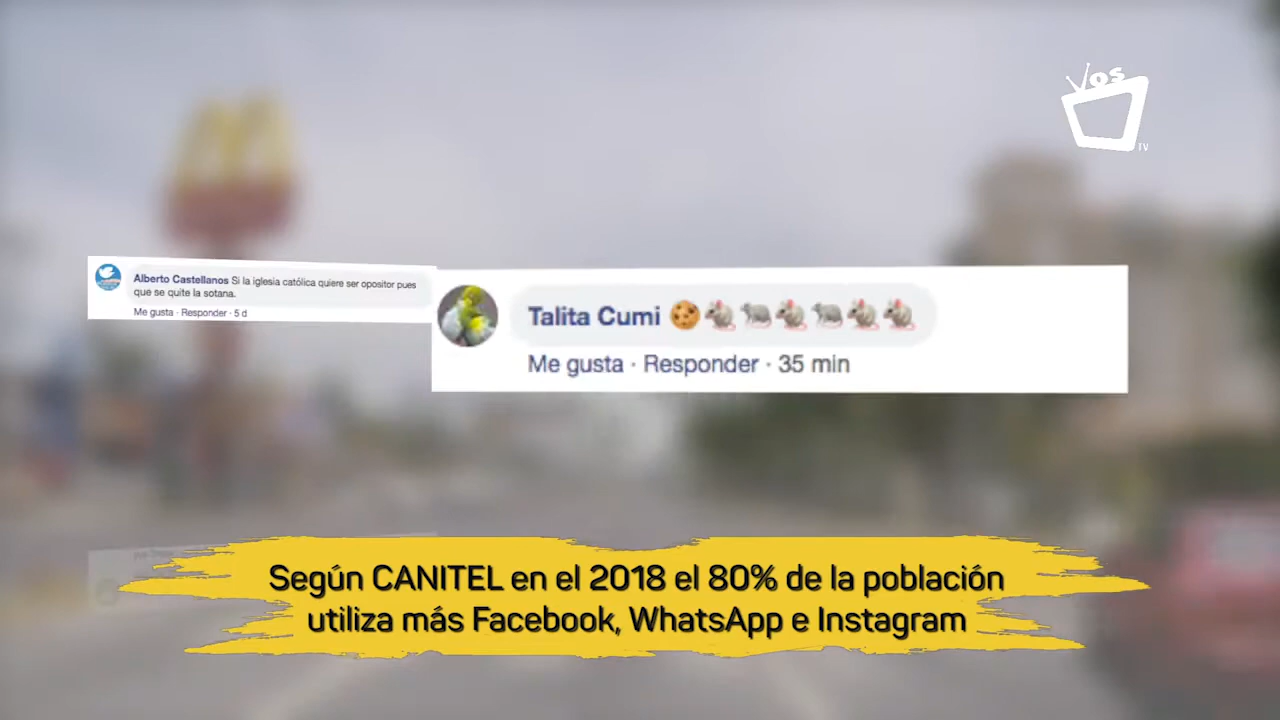 VOS
TV
Alberto Castellanos Si la iglesia católica quiere ser opositor pues
que se quite la sotana.
Me gusta · Responder · 5 d
Talita Cumi 🍪🐁🐀🐁🐀🐁🐁
Me gusta · Responder · 35 min
Según CANITEL en el 2018 el 80% de la población
utiliza más Facebook, WhatsApp e Instagram